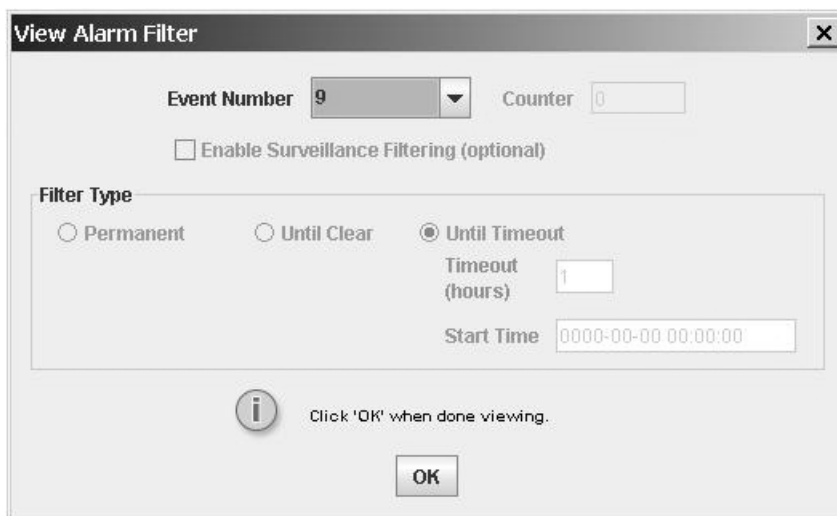 View Alarm Filter
Event Number 9 Counter 0
Enable Surveillance Filtering (optional)
Filter Type
Permanent Until Clear Until Timeout
Timeout
(hours) 1
Start Time 0000-00-00 00:00:00
Click 'OK' when done viewing.
OK